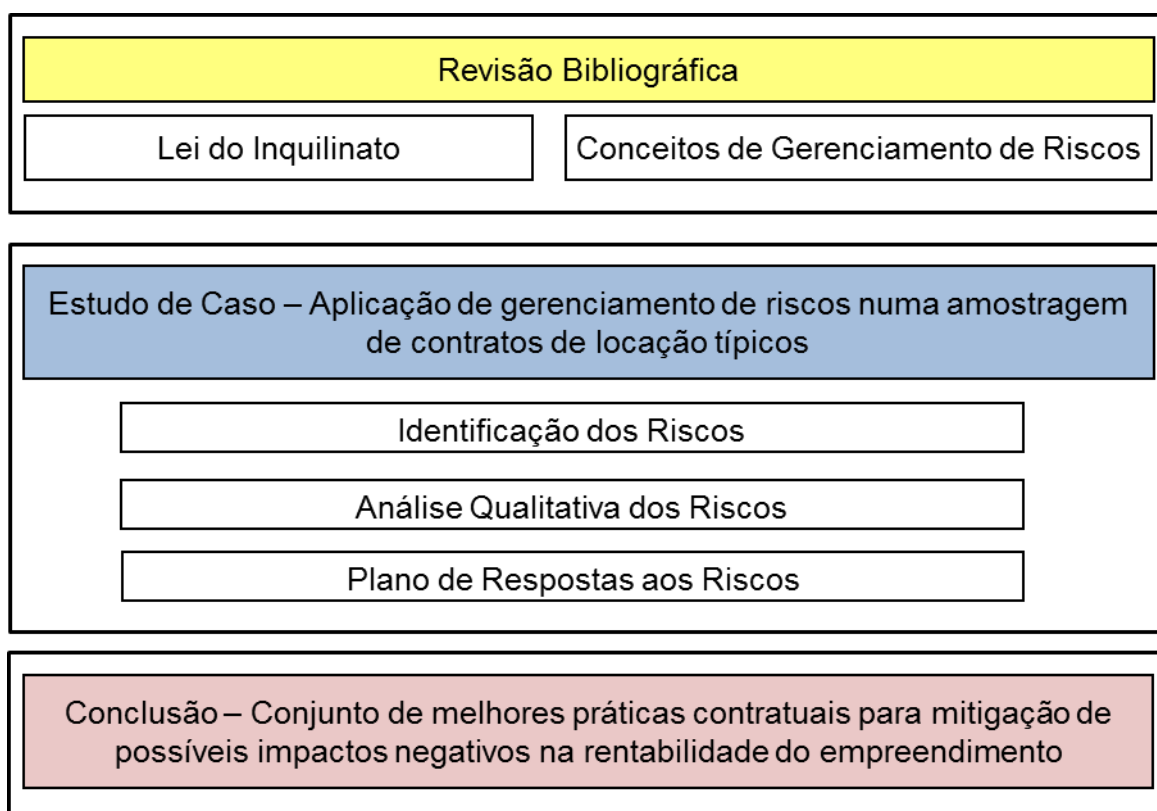 Revisão Bibliográfica
Lei do Inquilinato
Conceitos de Gerenciamento de Riscos
Estudo de Caso – Aplicação de gerenciamento de riscos numa amostragem
de contratos de locação típicos
Identificação dos Riscos
Análise Qualitativa dos Riscos
Plano de Respostas aos Riscos
Conclusão – Conjunto de melhores práticas contratuais para mitigação de
possíveis impactos negativos na rentabilidade do empreendimento